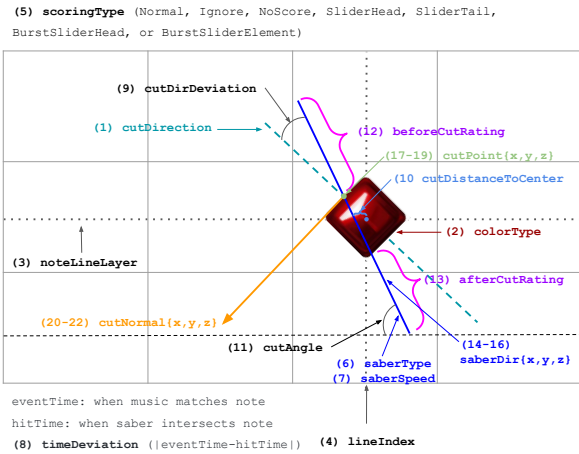 (5) scoringType (Normal, Ignore, NoScore, SliderHead, SliderTail,
BurstSliderHead, or BurstSliderElement)
(9) cutDirDeviation
(1) cutDirection
(12) beforeCutRating
(17-19) cutPoint{x,y,z}
(10 cutDistanceToCenter
(2) colorType
(3) noteLineLayer
(13) afterCutRating
(20-22) cutNormal{x,y,z}
(11) cutAngle
(14-16)
saberDir{x,y,z}
(6) saberType
(7) saberSpeed
eventTime: when music matches note
hitTime: when saber intersects note
(8) timeDeviation (|eventTime-hitTime|)
(4) lineIndex